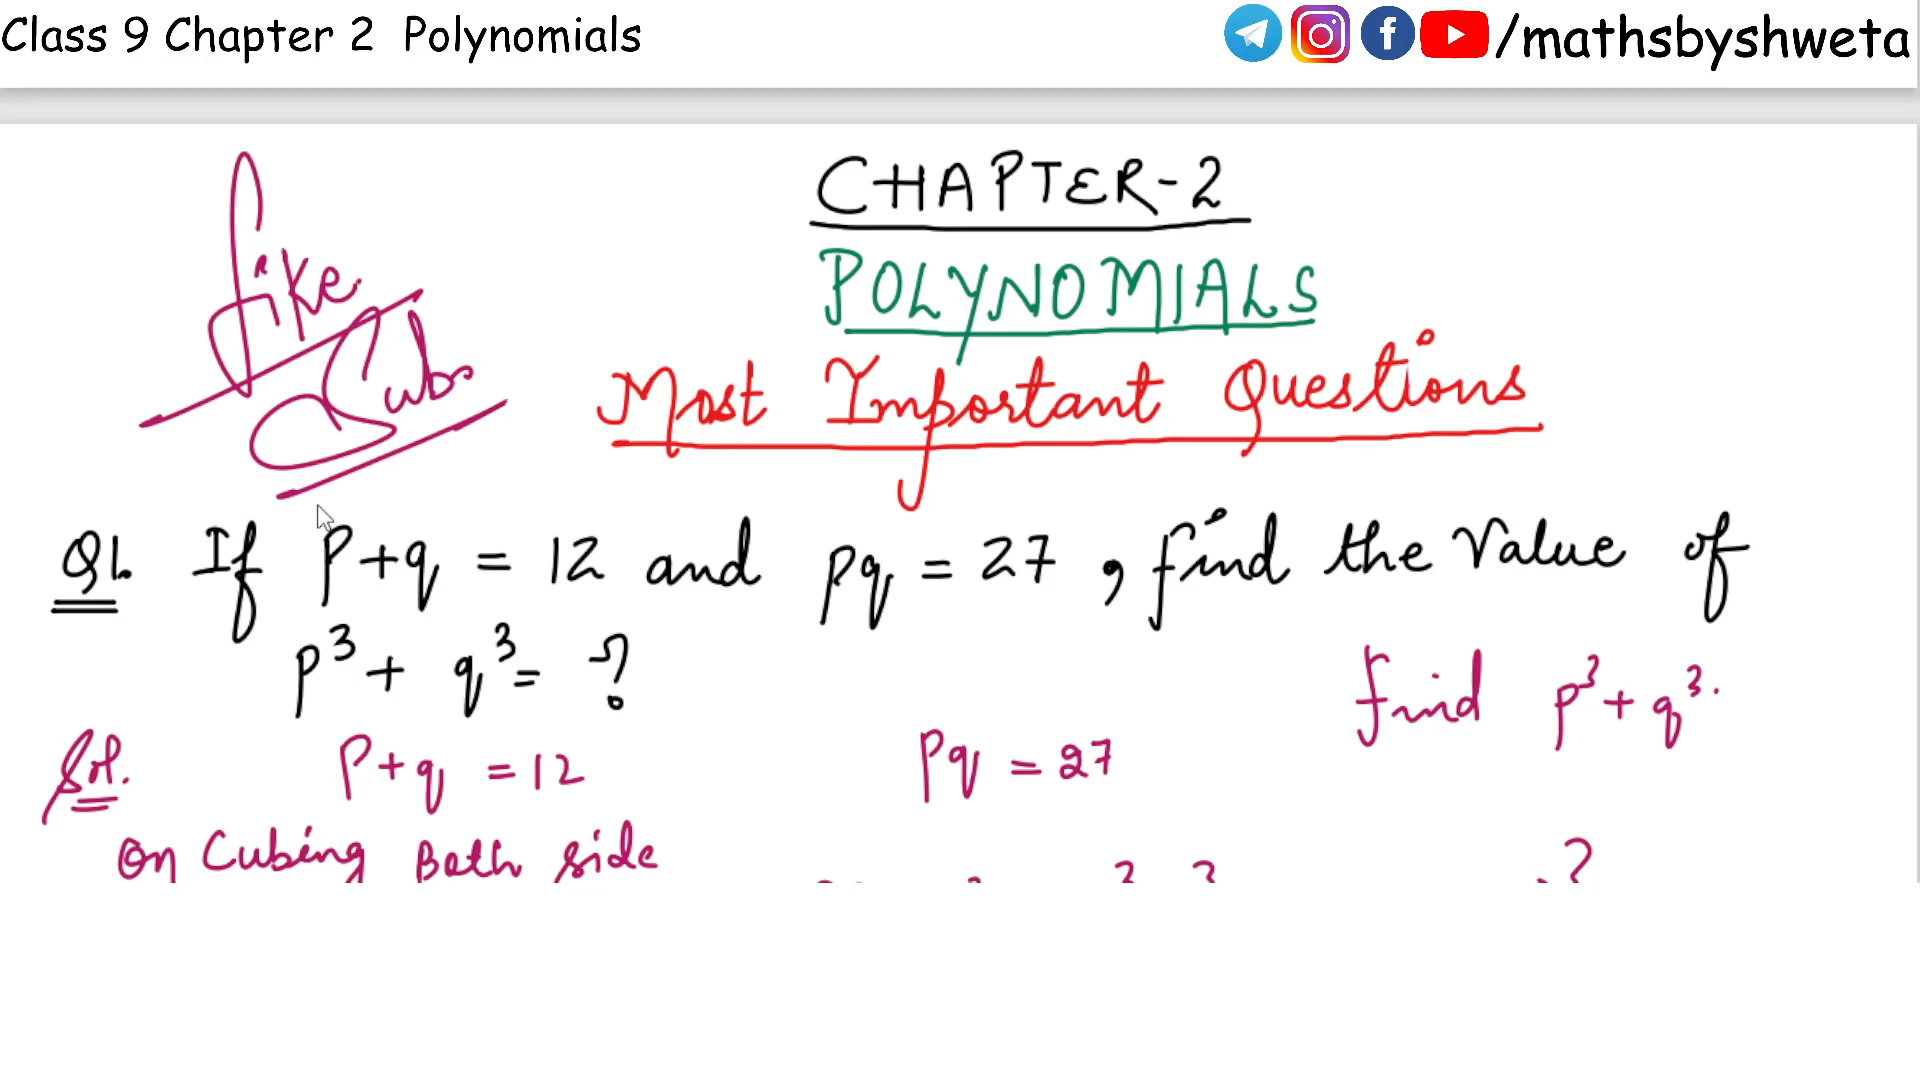 Class 9 Chapter 2 Polynomials
/mathsbyshweta
CHAPTER-2
POLYNOMIALS
Like
Subs
Most Important Questions
Q1. If P+q = 12 and pq = 27, find the value of
p³ + q³ = ?
find p³ + q³.
Sol. P+q = 12 Pq = 27
On Cubing Both side